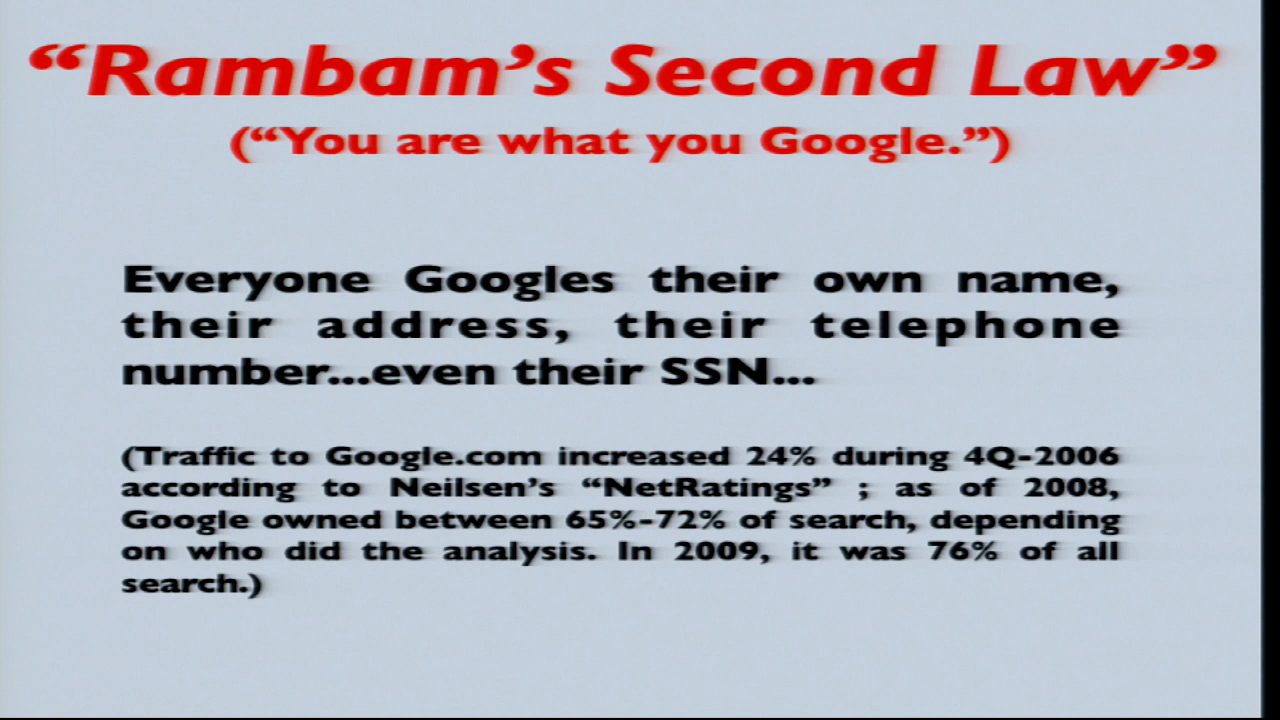 “Rambam’s Second Law”
(“You are what you Google.”)
Everyone Googles their own name,
their address, their telephone
number...even their SSN...
(Traffic to Google.com increased 24% during 4Q-2006
according to Neilsen’s “NetRatings” ; as of 2008,
Google owned between 65%-72% of search, depending
on who did the analysis. In 2009, it was 76% of all
search.)